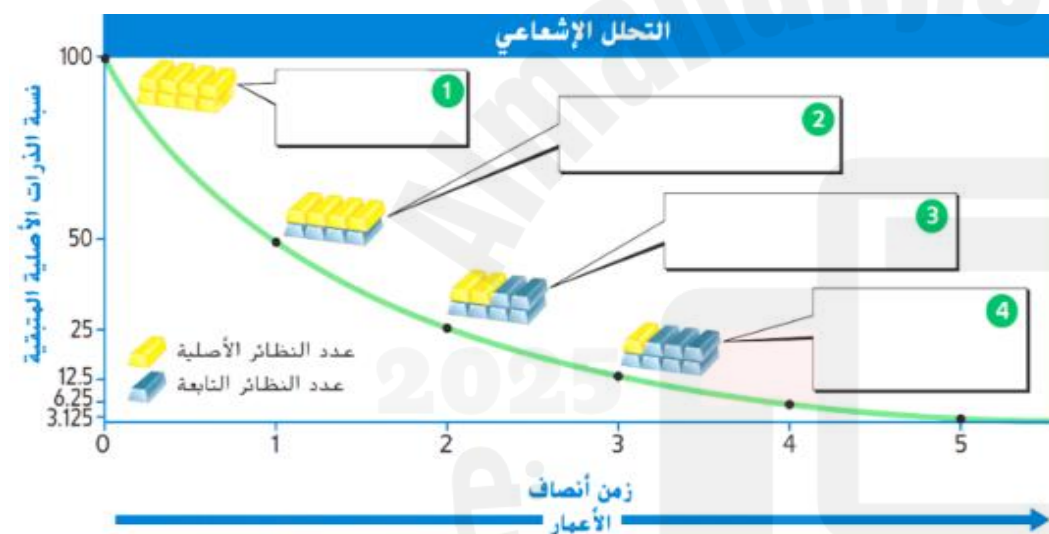 التحلل الإشعاعي
نسبة الذرات الأصلية المتبقية
100
50
25
12.5
6.25
3.125
1
2
3
4
عدد النظائر الأصلية
عدد النظائر التابعة
0 1 2 3 4 5
زمن أنصاف
الأعمار
2025